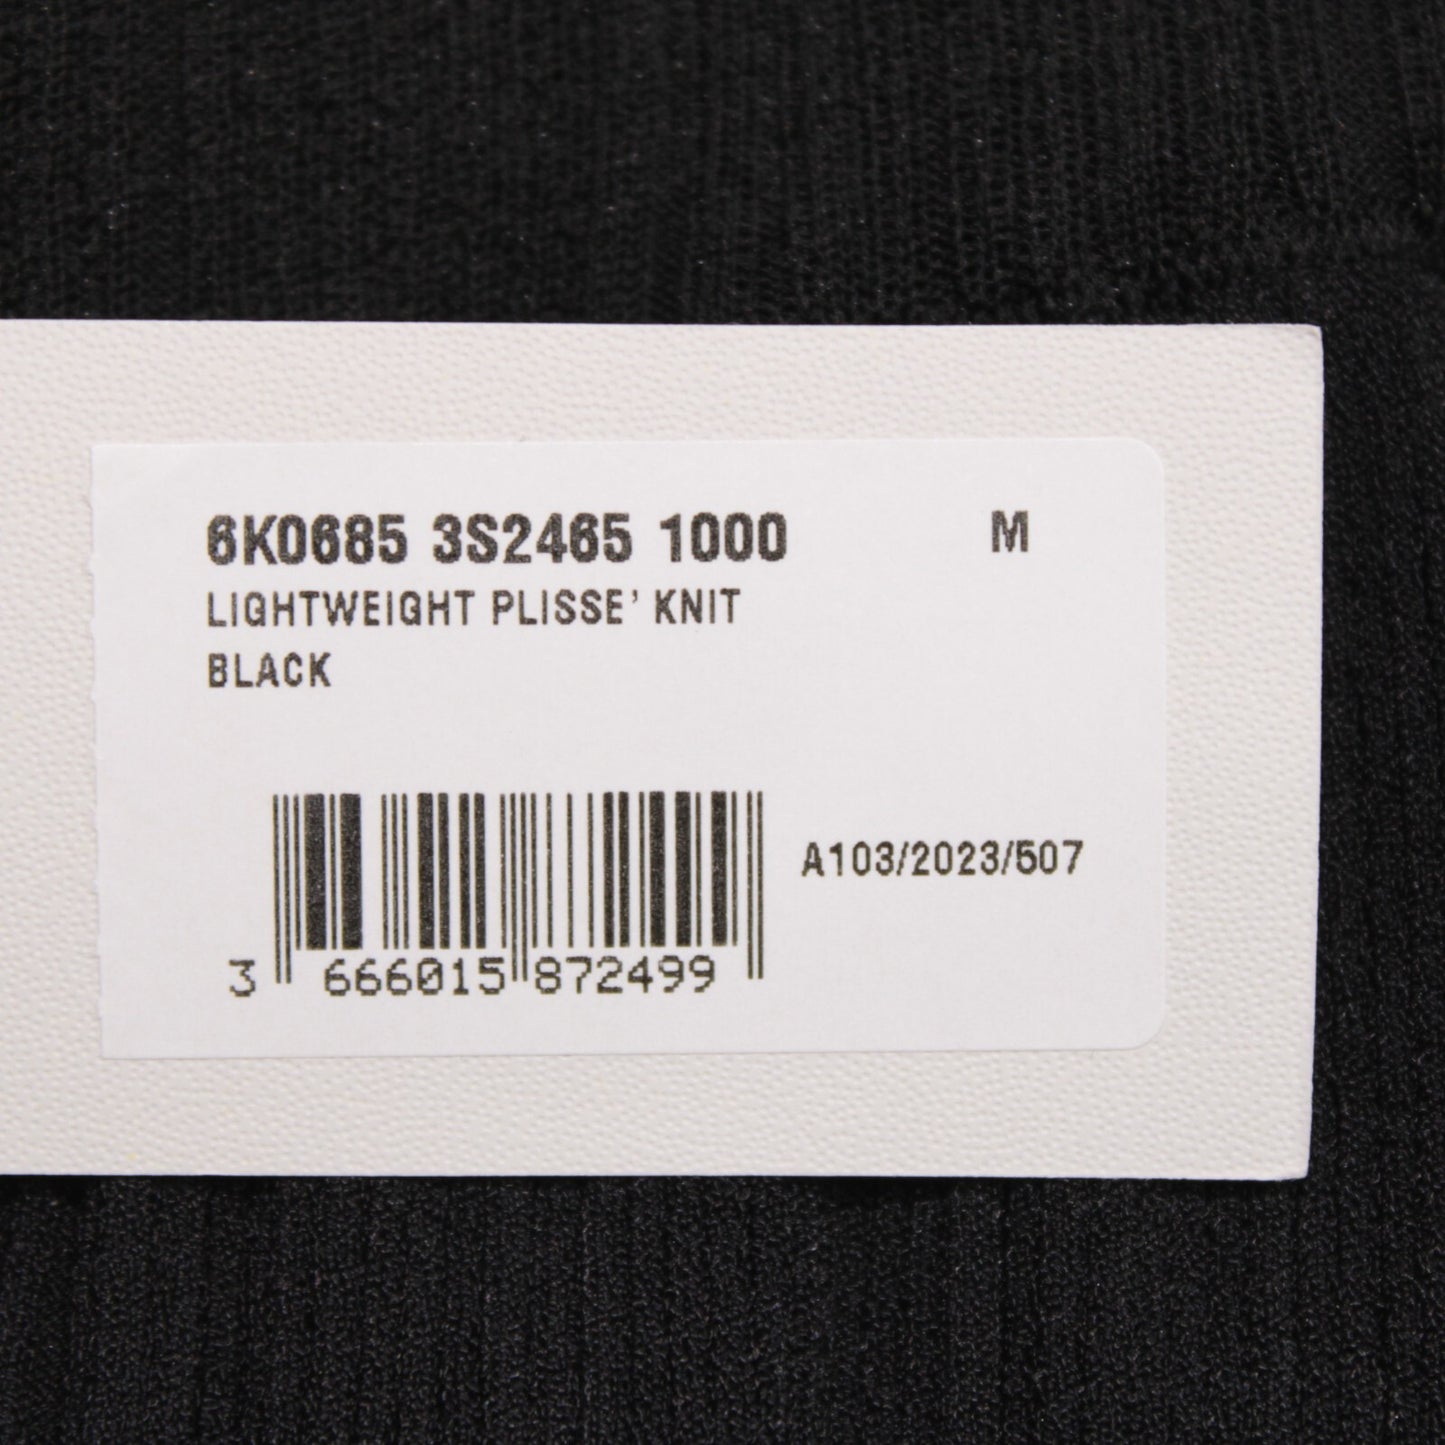 6K0685 3S2465 1000 M
LIGHTWEIGHT PLISSE' KNIT
BLACK
A103/2023/507
3 666015 872499